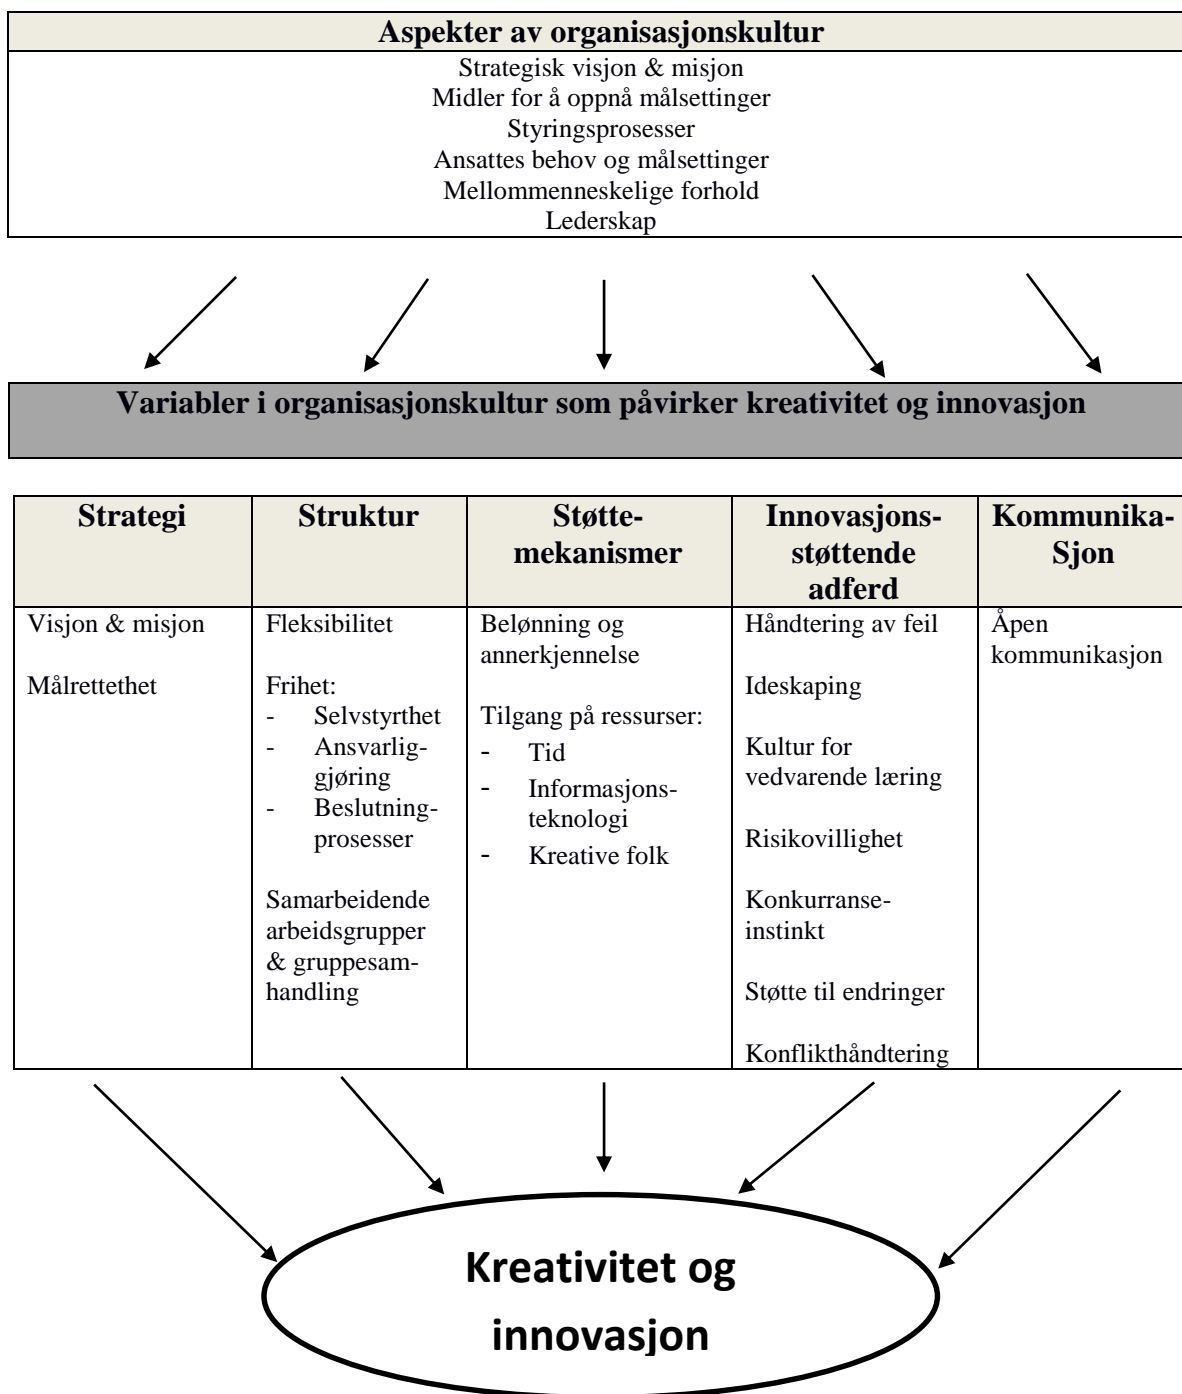 Aspekter av organisasjonskultur
Strategisk visjon & misjon
Midler for å oppnå målsettinger
Styringsprosesser
Ansattes behov og målsettinger
Mellommenneskelige forhold
Lederskap
Variabler i organisasjonskultur som påvirker kreativitet og innovasjon
Strategi
Visjon & misjon
Målrettethet
Struktur
Fleksibilitet
Frihet:
- Selvstyrthet
- Ansvarlig-
gjøring
- Beslutning-
prosesser
Samarbeidende
arbeidsgrupper
& gruppesam-
handling
Støtte-
mekanismer
Belønning og
annerkjennelse
Tilgang på ressurser:
- Tid
- Informasjons-
teknologi
- Kreative folk
Innovasjons-
støttende
adferd
Håndtering av feil
Ideskaping
Kultur for
vedvarende læring
Risikovillighet
Konkurranse-
instinkt
Støtte til endringer
Konflikthåndtering
Kommunika-
Sjon
Åpen
kommunikasjon
Kreativitet og
innovasjon